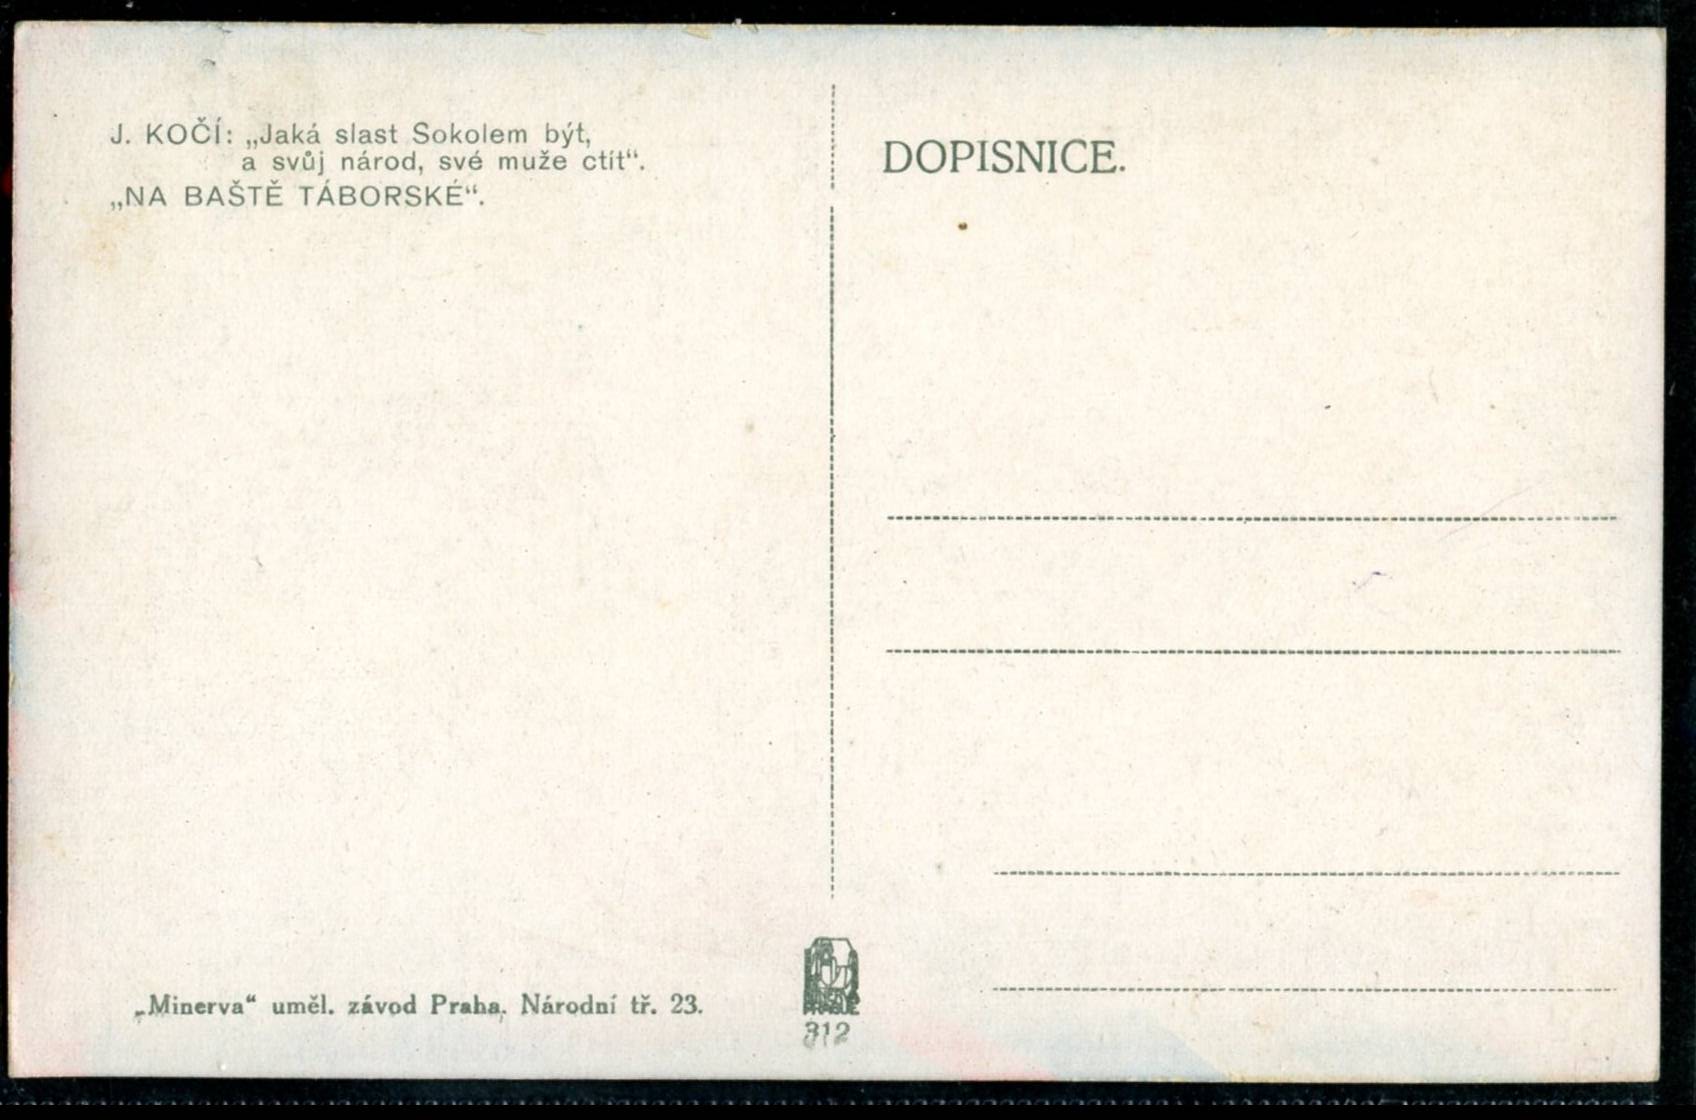 J. KOČÍ: „Jaká slast Sokolem být,
a svůj národ, své muže ctít“.
„NA BAŠTĚ TÁBORSKÉ“.
DOPISNICE.
„Minerva“ uměl. závod Praha, Národní tř. 23.
PRAGUE
312